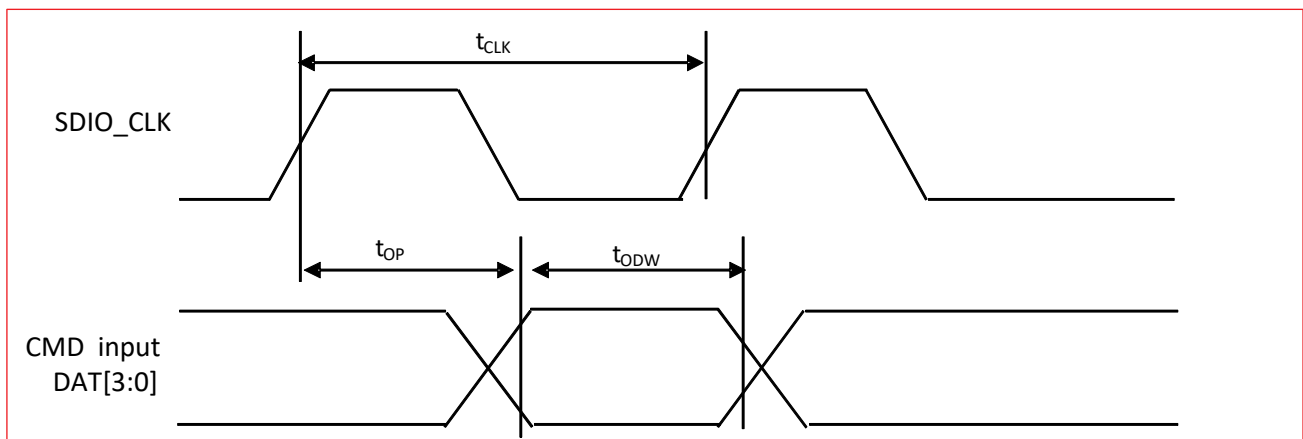 tCLK
SDIO_CLK
tOP
tODW
CMD input
DAT[3:0]